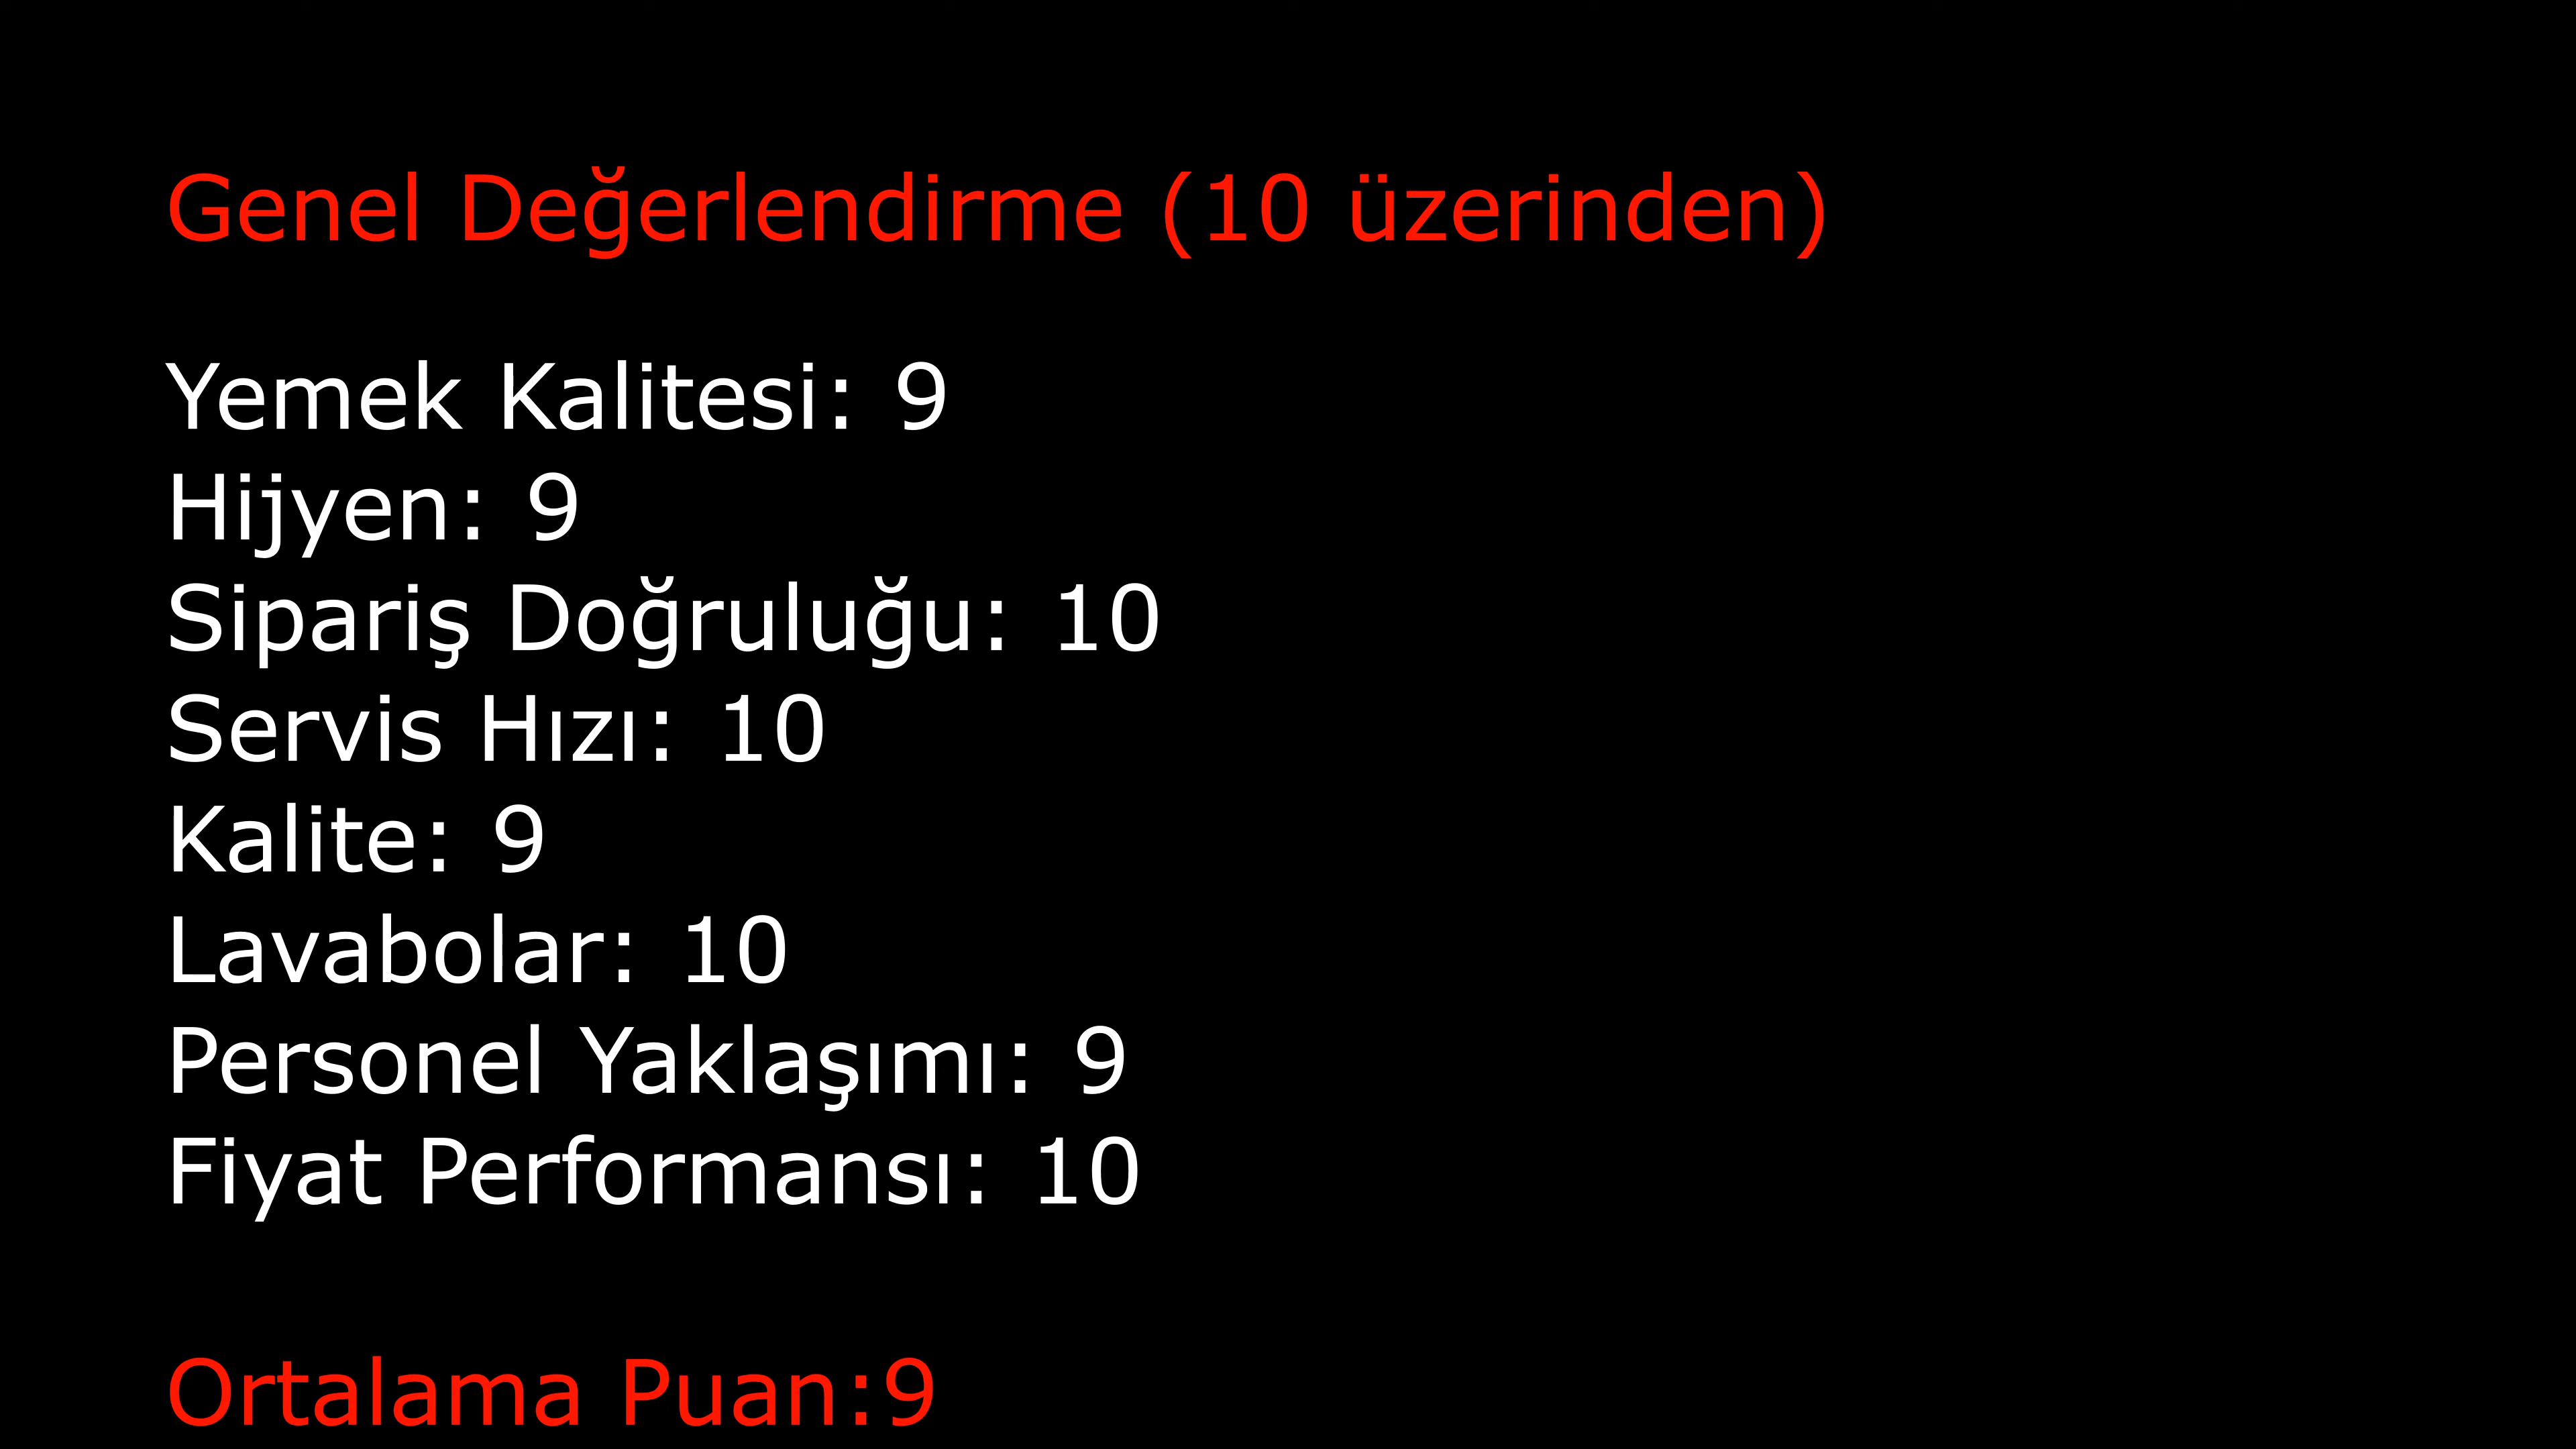 Genel Değerlendirme (10 üzerinden)
Yemek Kalitesi: 9
Hijyen: 9
Sipariş Doğruluğu: 10
Servis Hızı: 10
Kalite: 9
Lavabolar: 10
Personel Yaklaşımı: 9
Fiyat Performansı: 10
Ortalama Puan:9